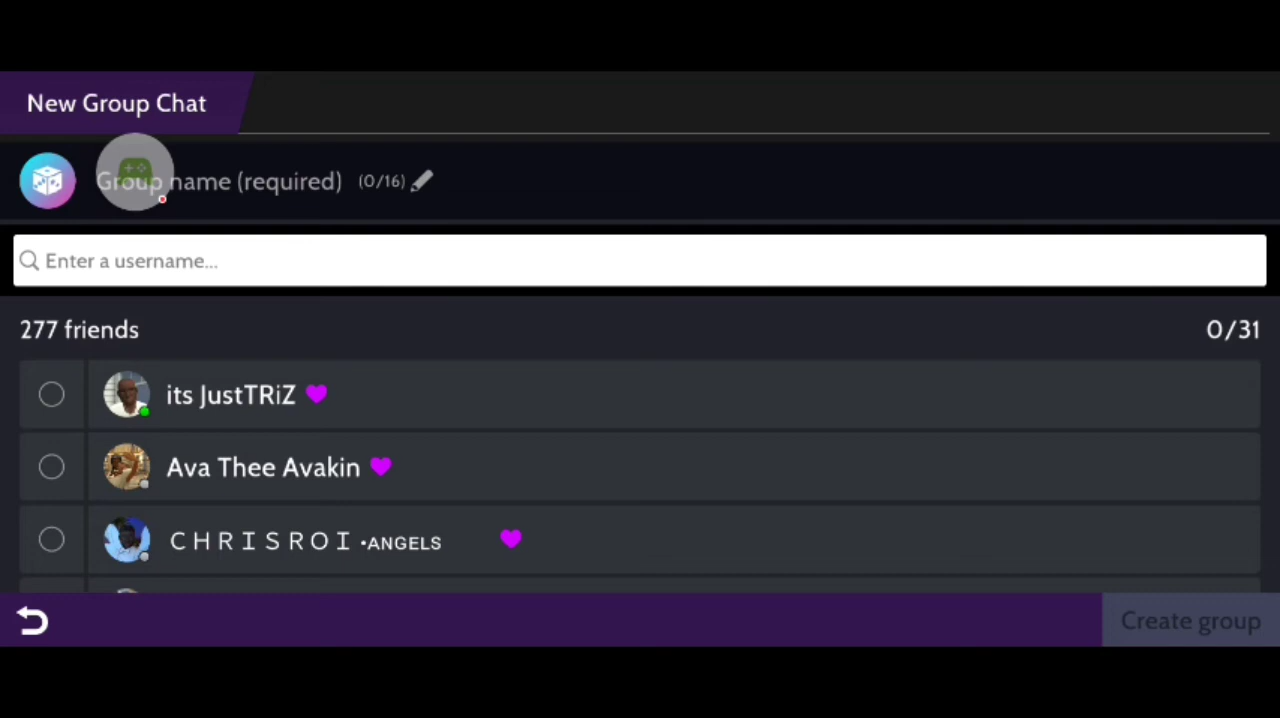 New Group Chat
Group name (required) (0/16)
Enter a username...
277 friends 0/31
its JustTRiZ
Ava Thee Avakin
C H R I S R O I •ANGELS
Create group